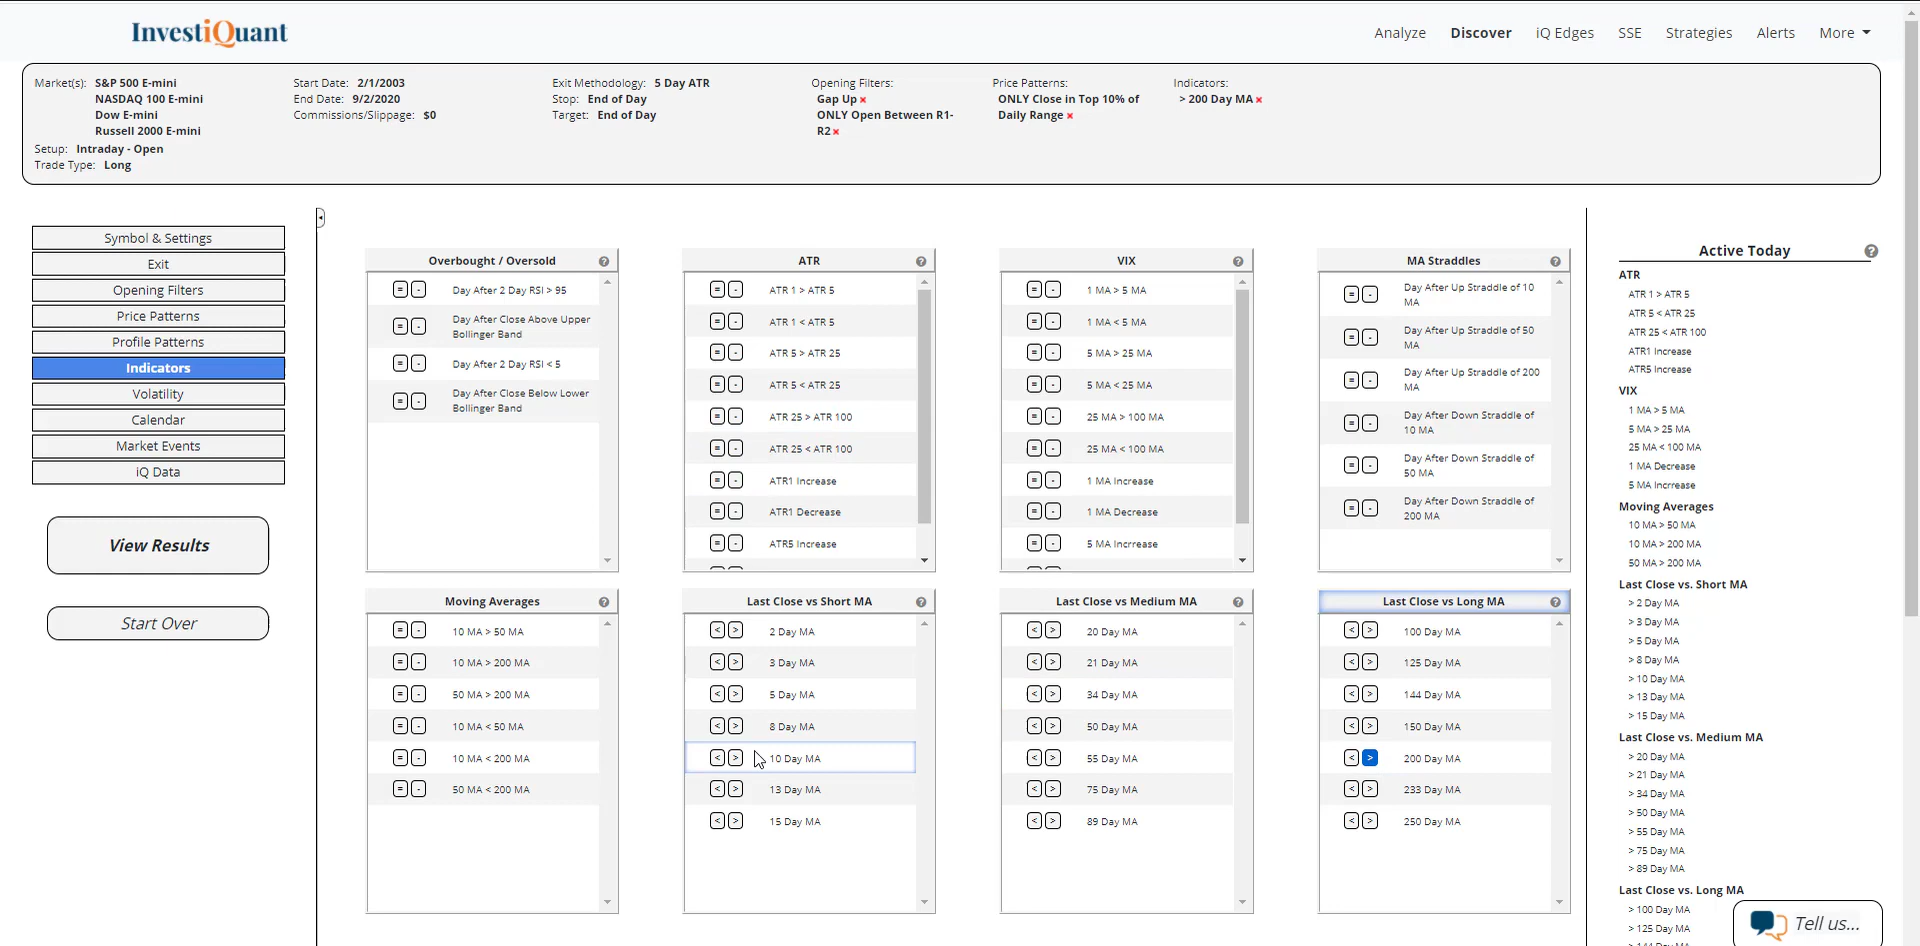 InvestiQuant
Analyze Discover iQ Edges SSE Strategies Alerts More
Market(s): S&P 500 E-mini
NASDAQ 100 E-mini
Dow E-mini
Russell 2000 E-mini
Setup: Intraday - Open
Trade Type: Long
Start Date: 2/1/2003
End Date: 9/2/2020
Commissions/Slippage: $0
Exit Methodology: 5 Day ATR
Stop: End of Day
Target: End of Day
Opening Filters:
Gap Up ×
ONLY Open Between R1-
R2 ×
Price Patterns:
ONLY Close in Top 10% of
Daily Range ×
Indicators:
> 200 Day MA ×
Symbol & Settings
Exit
Opening Filters
Price Patterns
Profile Patterns
Indicators
Volatility
Calendar
Market Events
iQ Data
View Results
Start Over
Overbought / Oversold ?
= - Day After 2 Day RSI > 95
= - Day After Close Above Upper
Bollinger Band
= - Day After 2 Day RSI < 5
= - Day After Close Below Lower
Bollinger Band
ATR ?
= - ATR 1 > ATR 5
= - ATR 1 < ATR 5
= - ATR 5 > ATR 25
= - ATR 5 < ATR 25
= - ATR 25 > ATR 100
= - ATR 25 < ATR 100
= - ATR1 Increase
= - ATR1 Decrease
= - ATR5 Increase
VIX ?
= - 1 MA > 5 MA
= - 1 MA < 5 MA
= - 5 MA > 25 MA
= - 5 MA < 25 MA
= - 25 MA > 100 MA
= - 25 MA < 100 MA
= - 1 MA Increase
= - 1 MA Decrease
= - 5 MA Incrrease
MA Straddles ?
= - Day After Up Straddle of 10
MA
= - Day After Up Straddle of 50
MA
= - Day After Up Straddle of 200
MA
= - Day After Down Straddle of
10 MA
= - Day After Down Straddle of
50 MA
= - Day After Down Straddle of
200 MA
Moving Averages ?
= - 10 MA > 50 MA
= - 10 MA > 200 MA
= - 50 MA > 200 MA
= - 10 MA < 50 MA
= - 10 MA < 200 MA
= - 50 MA < 200 MA
Last Close vs Short MA ?
< > 2 Day MA
< > 3 Day MA
< > 5 Day MA
< > 8 Day MA
< > 10 Day MA
< > 13 Day MA
< > 15 Day MA
Last Close vs Medium MA ?
< > 20 Day MA
< > 21 Day MA
< > 34 Day MA
< > 50 Day MA
< > 55 Day MA
< > 75 Day MA
< > 89 Day MA
Last Close vs Long MA ?
< > 100 Day MA
< > 125 Day MA
< > 144 Day MA
< > 150 Day MA
< > 200 Day MA
< > 233 Day MA
< > 250 Day MA
Active Today ?
ATR
ATR 1 > ATR 5
ATR 5 < ATR 25
ATR 25 < ATR 100
ATR1 Increase
ATR5 Increase
VIX
1 MA > 5 MA
5 MA > 25 MA
25 MA < 100 MA
1 MA Decrease
5 MA Incrrease
Moving Averages
10 MA > 50 MA
10 MA > 200 MA
50 MA > 200 MA
Last Close vs. Short MA
> 2 Day MA
> 3 Day MA
> 5 Day MA
> 8 Day MA
> 10 Day MA
> 13 Day MA
> 15 Day MA
Last Close vs. Medium MA
> 20 Day MA
> 21 Day MA
> 34 Day MA
> 50 Day MA
> 55 Day MA
> 75 Day MA
> 89 Day MA
Last Close vs. Long MA
> 100 Day MA
> 125 Day MA
Tell us...